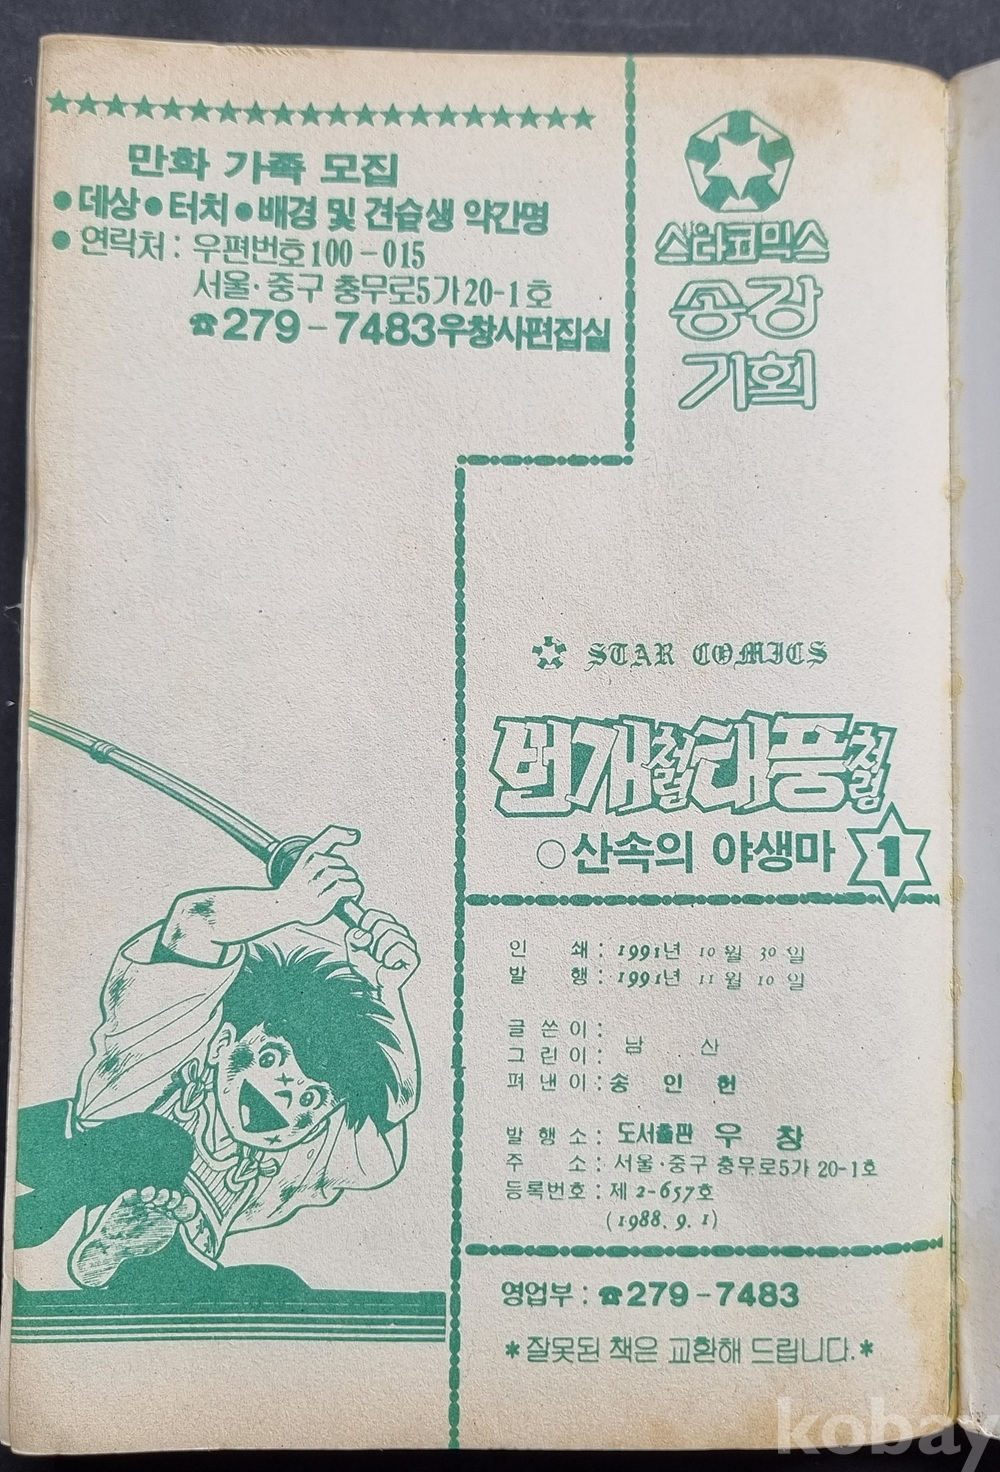 만화 가족 모집
●데상●터치●배경 및 견습생 약간명
●연락처 : 우편번호 100-015
서울·중구 충무로5가 20-1호
☎279-7483우창사편집실
스타코믹스
송강
기획
STAR COMICS
번개처럼 태풍처럼
○산속의 야생마 1
인 쇄 : 1991년 10월 30일
발 행 : 1991년 11월 10일
글쓴이 :
그린이 : 남 산
펴낸이 : 송 인 헌
발행소 : 도서출판 우 창
주 소 : 서울·중구 충무로5가 20-1호
등록번호 : 제 2-657호
(1988. 9. 1)
영업부 : ☎279-7483
*잘못된 책은 교환해 드립니다.*
kobay